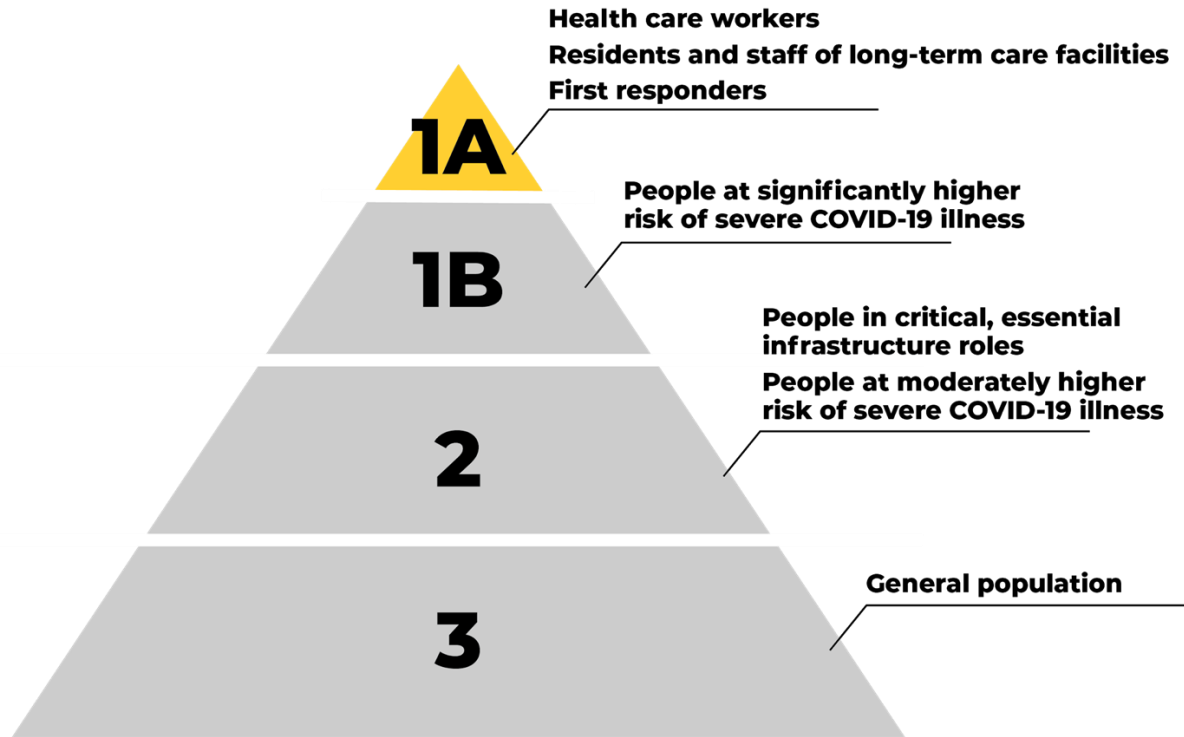 Health care workers
Residents and staff of long-term care facilities
First responders
1A
People at significantly higher
risk of severe COVID-19 illness
1B
People in critical, essential
infrastructure roles
People at moderately higher
risk of severe COVID-19 illness
2
General population
3